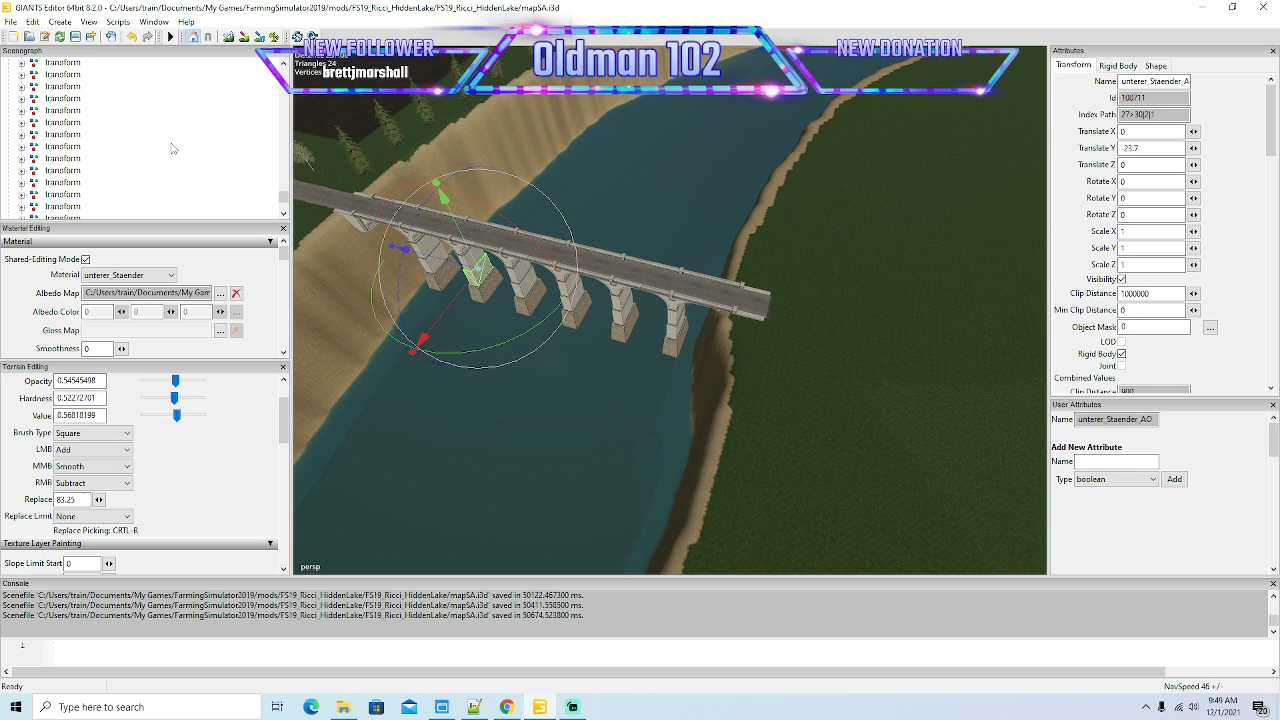 GIANTS Editor 64bit 8.2.0 - C:/Users/train/Documents/My Games/FarmingSimulator2019/mods/FS19_Ricci_HiddenLake/mapSA.i3d
File Edit Create View Scripts Window Help
NEW FOLLOWER
Oldman 102
NEW DONATION
Triangles 24
Vertices
brettjmarshall
transform
transform
transform
transform
transform
transform
transform
transform
transform
transform
transform
transform
transform
transform
Material Editing
Material
Shared-Editing Mode
Material unterer_Staender
Albedo Map C:/Users/train/Documents/My Gam ...
Albedo Color 0 0 0 ...
Gloss Map ...
Smoothness 0
Terrain Editing
Opacity 0.54545498
Hardness 0.52272701
Value 0.56818199
Brush Type Square
LMB Add
MMB Smooth
RMB Subtract
Replace 83.25
Replace Limit None
Replace Picking: CRTL-R
Texture Layer Painting
Slope Limit Start 0
persp
Attributes
Transform Rigid Body Shape
Name unterer_Staender_A
Id 100711
Index Path 27>30|2|1
Translate X 0
Translate Y -23.7
Translate Z 0
Rotate X 0
Rotate Y 0
Rotate Z 0
Scale X 1
Scale Y 1
Scale Z 1
Visibility
Clip Distance 1000000
Min Clip Distance 0
Object Mask 0 ...
LOD
Rigid Body
Joint
Combined Values
Clip Distance 900
User Attributes
Name unterer_Staender_AO
Add New Attribute
Name
Type boolean Add
Console
Scenefile 'C:/Users/train/Documents/My Games/FarmingSimulator2019/mods/FS19_Ricci_HiddenLake/mapSA.i3d' saved in 50122.467300 ms.
Scenefile 'C:/Users/train/Documents/My Games/FarmingSimulator2019/mods/FS19_Ricci_HiddenLake/mapSA.i3d' saved in 50411.558500 ms.
Scenefile 'C:/Users/train/Documents/My Games/FarmingSimulator2019/mods/FS19_Ricci_HiddenLake/mapSA.i3d' saved in 50674.523800 ms.
1
Ready
NavSpeed 46 +/-
Type here to search
9:49 AM
12/1/2021
20